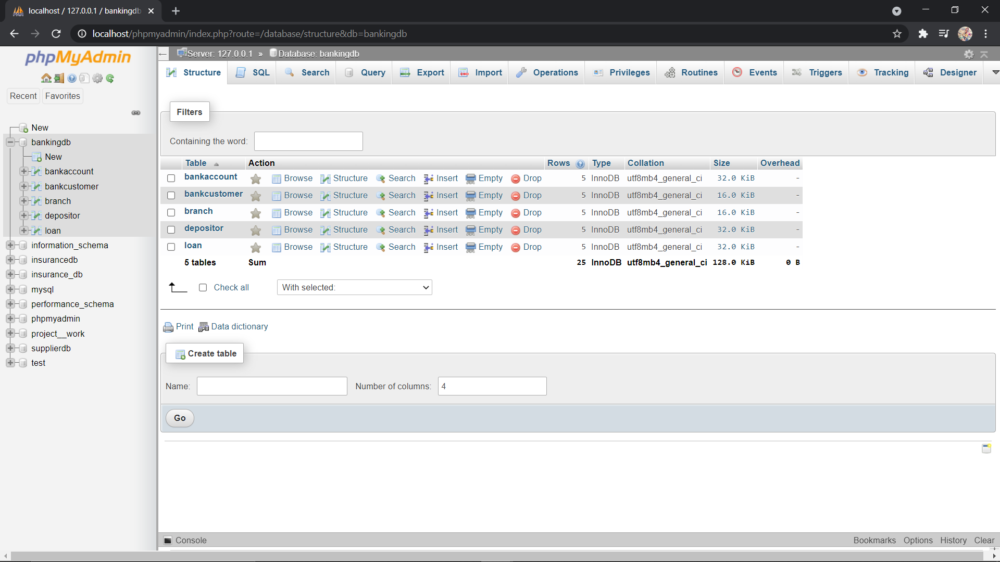 localhost / 127.0.0.1 / bankingdb
localhost/phpmyadmin/index.php?route=/database/structure&db=bankingdb
phpMyAdmin
Recent Favorites
New
bankingdb
New
bankaccount
bankcustomer
branch
depositor
loan
information_schema
insurancedb
insurance_db
mysql
performance_schema
phpmyadmin
project__work
supplierdb
test
Server: 127.0.0.1 » Database: bankingdb
Structure SQL Search Query Export Import Operations Privileges Routines Events Triggers Tracking Designer
Filters
Containing the word:
Table Action Rows Type Collation Size Overhead
bankaccount Browse Structure Search Insert Empty Drop 5 InnoDB utf8mb4_general_ci 32.0 KiB -
bankcustomer Browse Structure Search Insert Empty Drop 5 InnoDB utf8mb4_general_ci 16.0 KiB -
branch Browse Structure Search Insert Empty Drop 5 InnoDB utf8mb4_general_ci 16.0 KiB -
depositor Browse Structure Search Insert Empty Drop 5 InnoDB utf8mb4_general_ci 32.0 KiB -
loan Browse Structure Search Insert Empty Drop 5 InnoDB utf8mb4_general_ci 32.0 KiB -
5 tables Sum 25 InnoDB utf8mb4_general_ci 128.0 KiB 0 B
Check all With selected:
Print Data dictionary
Create table
Name: Number of columns: 4
Go
Console Bookmarks Options History Clear